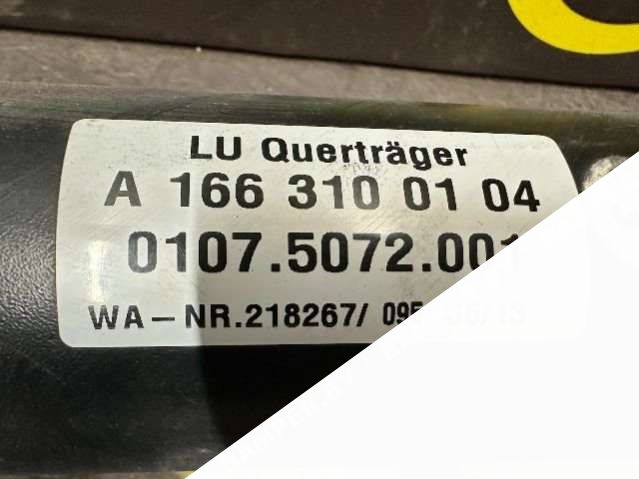 LU Querträger
A 166 310 01 04
0107.5072.001
WA-NR.218267/